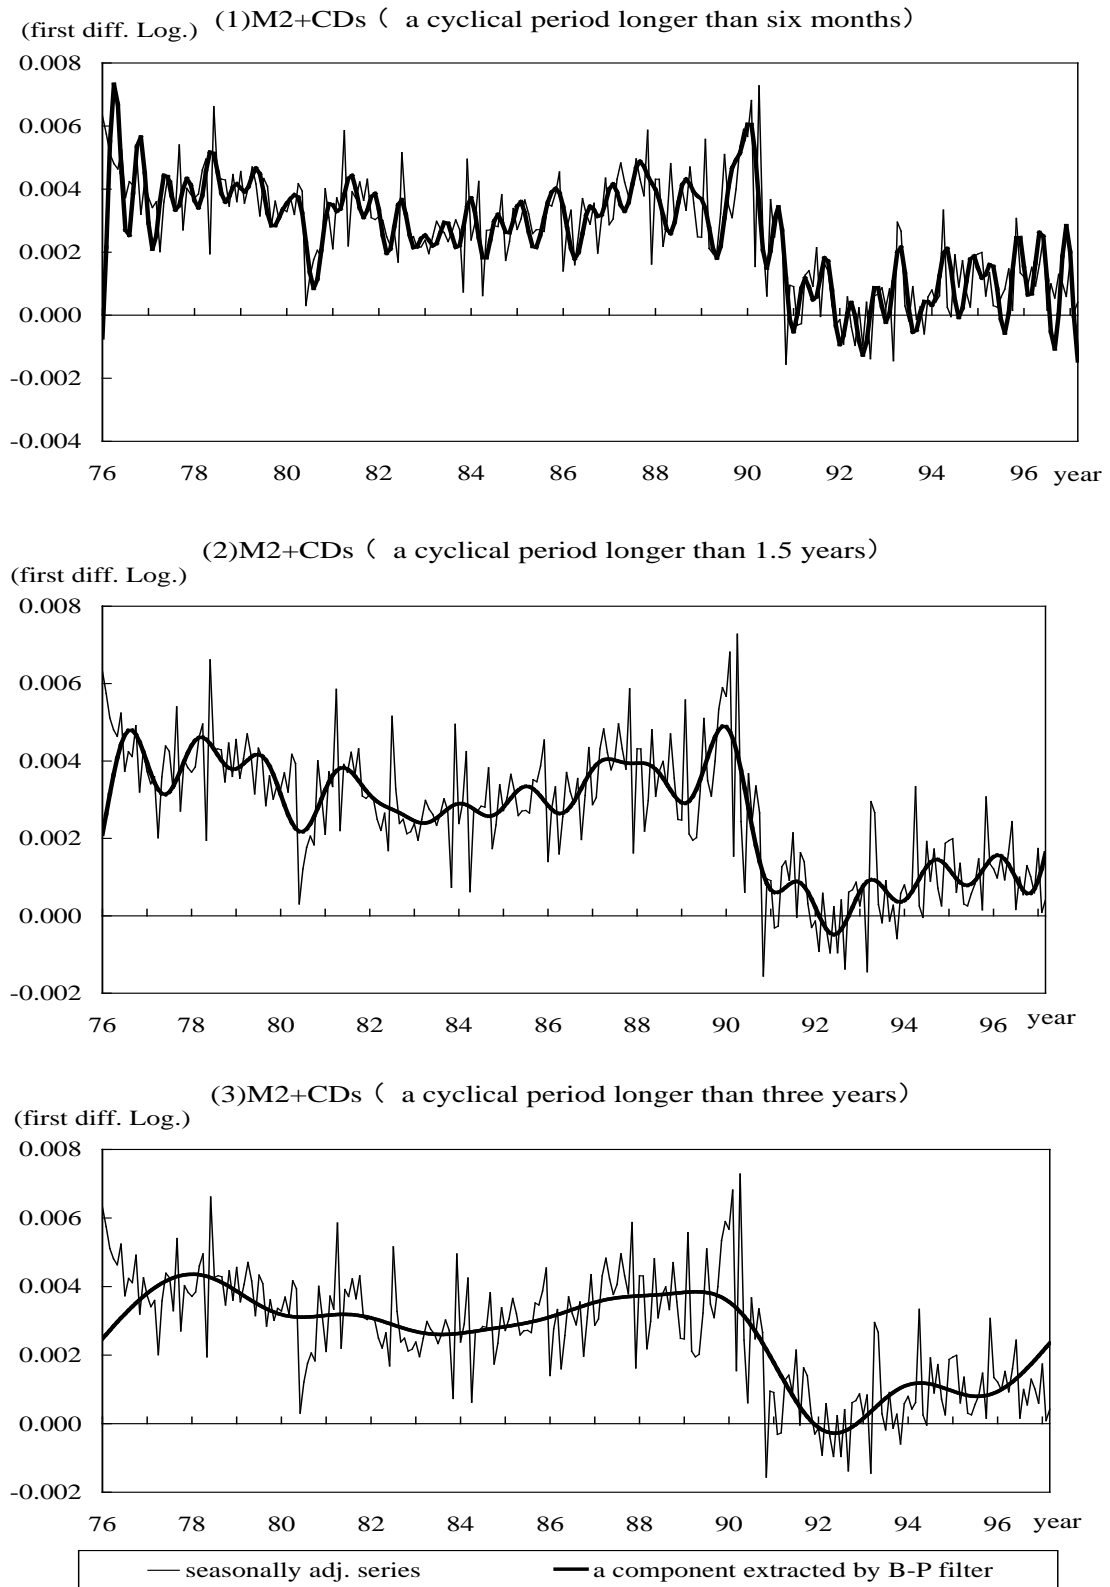 (first diff. Log.) (1)M2+CDs ( a cyclical period longer than six months)
0.008
0.006
0.004
0.002
0.000
-0.002
-0.004
76 78 80 82 84 86 88 90 92 94 96 year
(2)M2+CDs ( a cyclical period longer than 1.5 years)
(first diff. Log.)
0.008
0.006
0.004
0.002
0.000
-0.002
76 78 80 82 84 86 88 90 92 94 96 year
(3)M2+CDs ( a cyclical period longer than three years)
(first diff. Log.)
0.008
0.006
0.004
0.002
0.000
-0.002
76 78 80 82 84 86 88 90 92 94 96 year
seasonally adj. series a component extracted by B-P filter